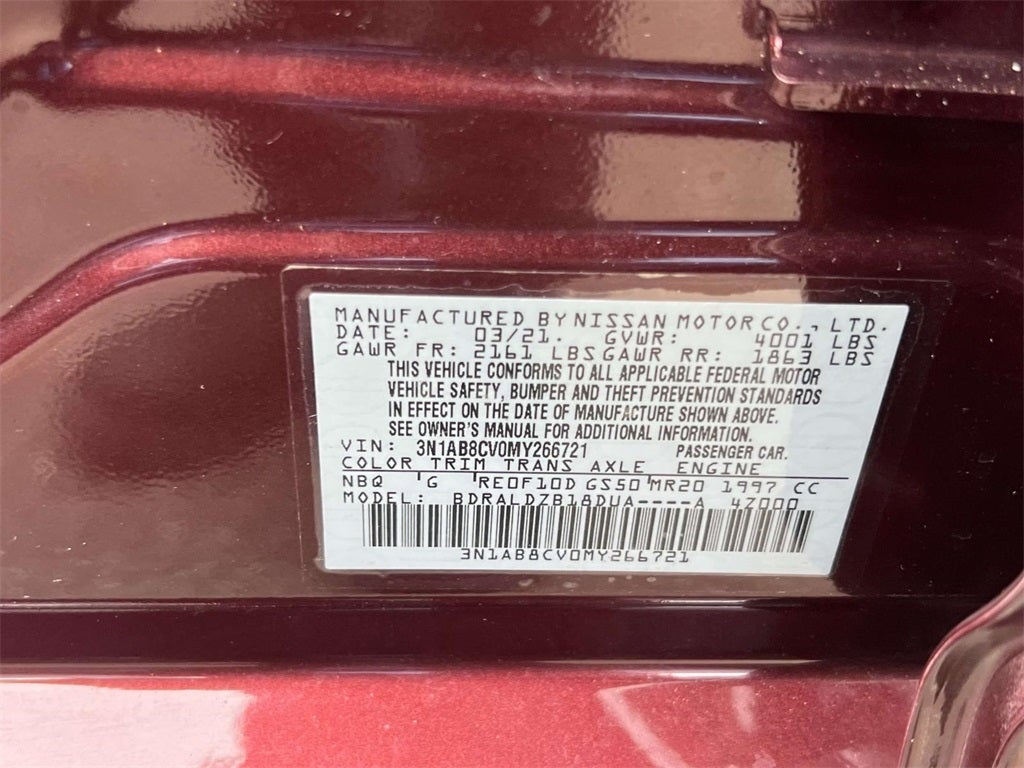 MANUFACTURED BY NISSAN MOTOR CO., LTD.
DATE: 03/21. GVWR: 4001 LBS
GAWR FR: 2161 LBS GAWR RR: 1863 LBS
THIS VEHICLE CONFORMS TO ALL APPLICABLE FEDERAL MOTOR
VEHICLE SAFETY, BUMPER AND THEFT PREVENTION STANDARDS
IN EFFECT ON THE DATE OF MANUFACTURE SHOWN ABOVE.
SEE OWNER'S MANUAL FOR ADDITIONAL INFORMATION.
VIN: 3N1AB8CV0MY266721 PASSENGER CAR.
COLOR TRIM TRANS AXLE ENGINE
NBQ 'G 'RE0F10D GS50'MR20 1997 CC
MODEL: BDRALDZB18DUA----A 4Z000
3N1AB8CV0MY266721